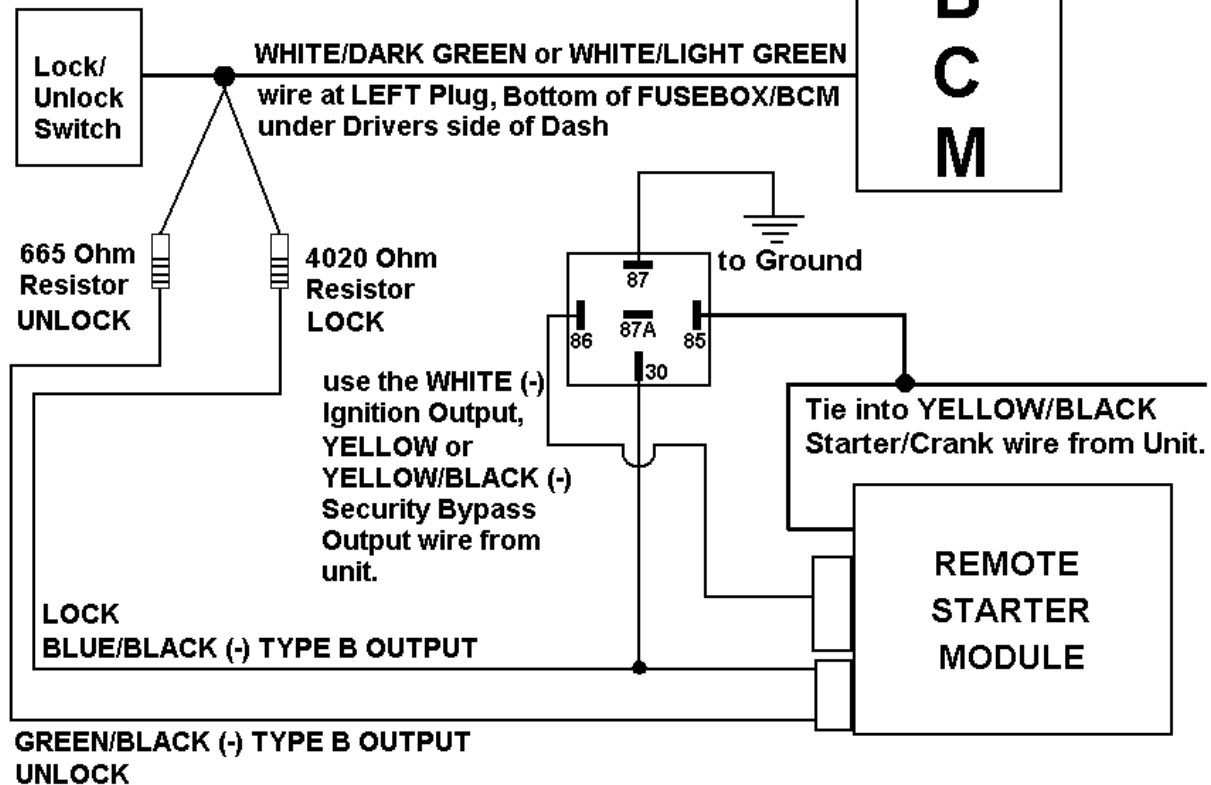 B
C
M
Lock/
Unlock
Switch
WHITE/DARK GREEN or WHITE/LIGHT GREEN
wire at LEFT Plug, Bottom of FUSEBOX/BCM
under Drivers side of Dash
665 Ohm
Resistor
UNLOCK
4020 Ohm
Resistor
LOCK
to Ground
87
86
87A
85
30
use the WHITE (-)
Ignition Output,
YELLOW or
YELLOW/BLACK (-)
Security Bypass
Output wire from
unit.
Tie into YELLOW/BLACK
Starter/Crank wire from Unit.
REMOTE
STARTER
MODULE
LOCK
BLUE/BLACK (-) TYPE B OUTPUT
GREEN/BLACK (-) TYPE B OUTPUT
UNLOCK